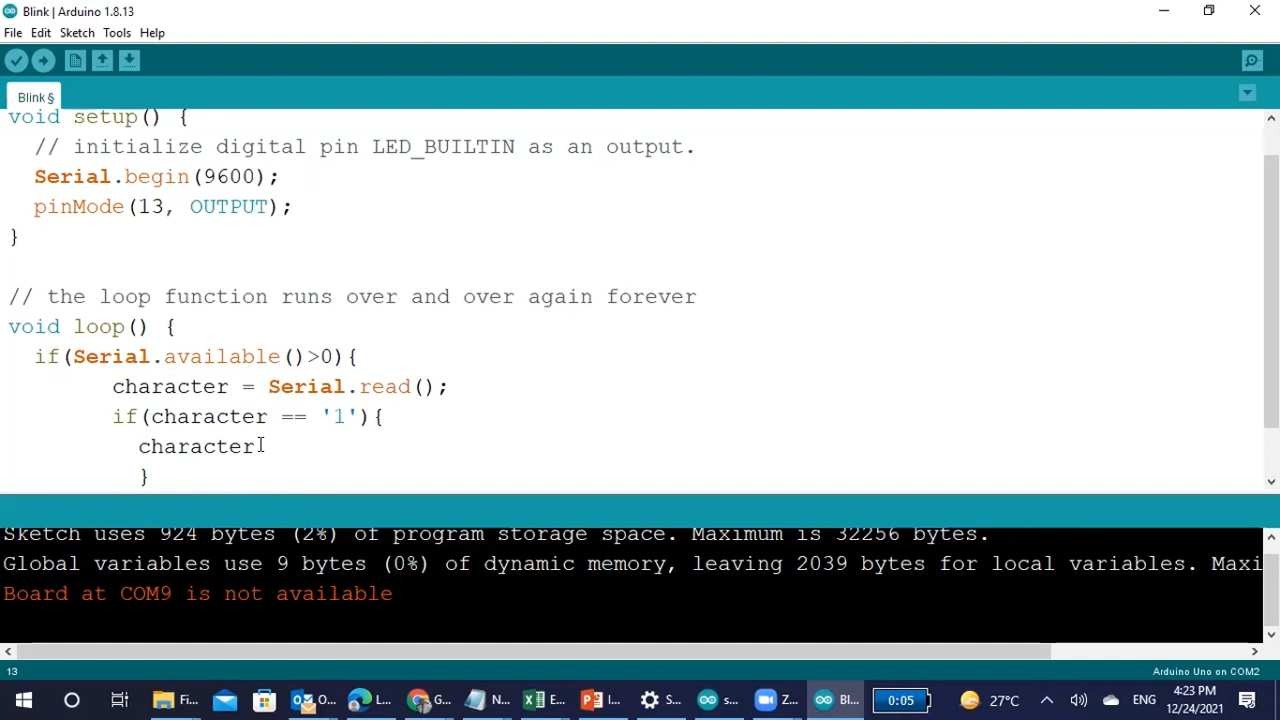 Blink | Arduino 1.8.13
File Edit Sketch Tools Help
Blink §
void setup() {
// initialize digital pin LED_BUILTIN as an output.
Serial.begin(9600);
pinMode(13, OUTPUT);
}
// the loop function runs over and over again forever
void loop() {
if(Serial.available()>0){
character = Serial.read();
if(character == '1'){
character
}
Sketch uses 924 bytes (2%) of program storage space. Maximum is 32256 bytes.
Global variables use 9 bytes (0%) of dynamic memory, leaving 2039 bytes for local variables. Maxi
Board at COM9 is not available
13
Arduino Uno on COM2
Fi... O... L... G... N... E... I... S... s... Z... Bl... 0:05 27°C ENG
4:23 PM
12/24/2021